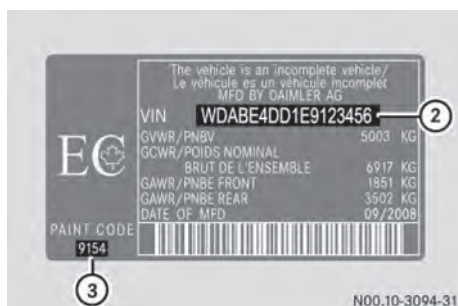 The vehicle is an incomplete vehicle/
Le véhicule es un véhicule incomplet
MFD BY DAIMLER AG
VIN WDABE4DD1E9123456
2
EC
GVWR/PNBV 5003 KG
GCWR/POIDS NOMINAL
BRUT DE L'ENSEMBLE 6917 KG
GAWR/PNBE FRONT 1851 KG
GAWR/PNBE REAR 3502 KG
DATE OF MFD 09/2008
PAINT CODE
9154
3
N00.10-3094-31